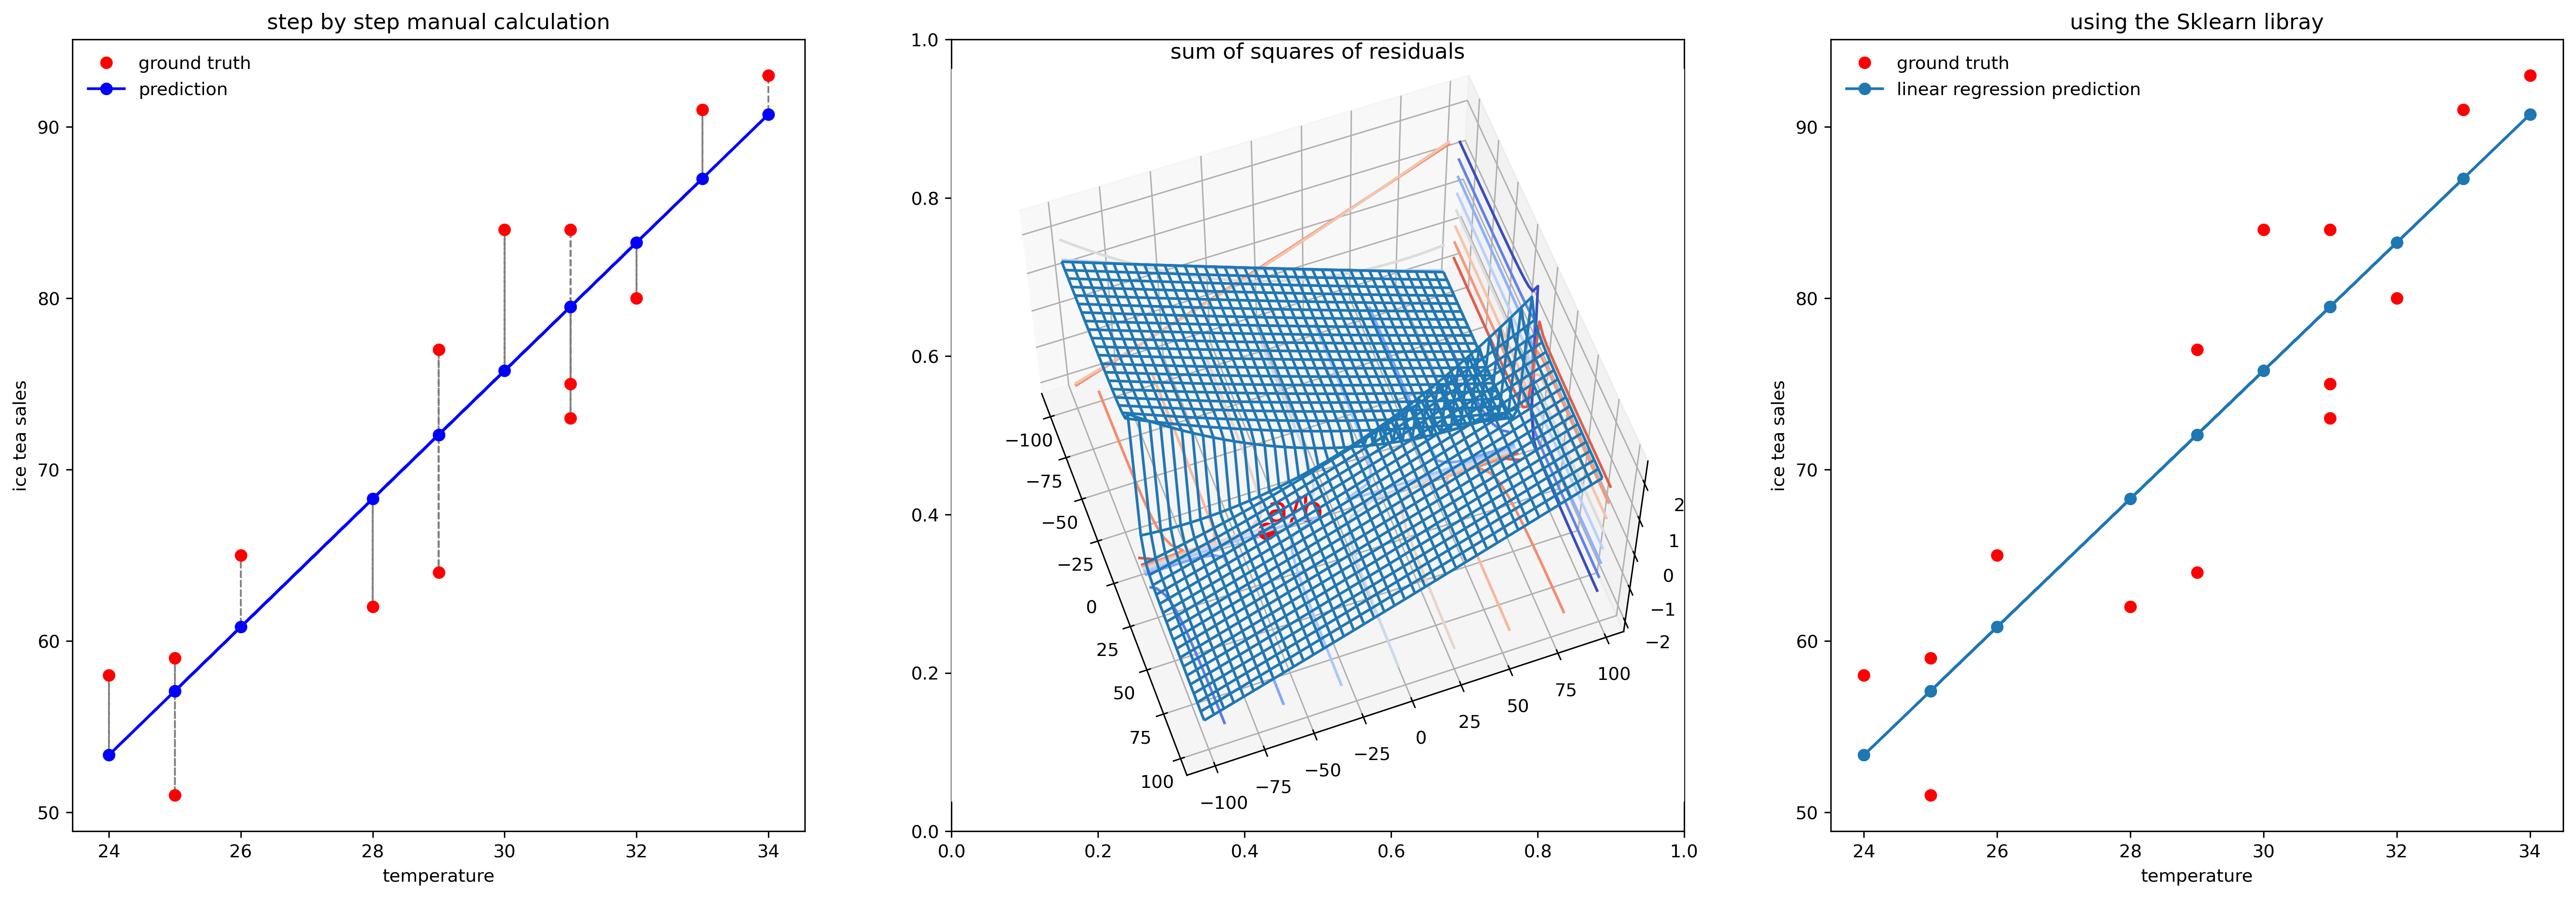 step by step manual calculation
ground truth
prediction
90
80
70
60
50
ice tea sales
24 26 28 30 32 34
temperature
sum of squares of residuals
1.0
0.8
0.6
0.4
0.2
0.0
0.0 0.2 0.4 0.6 0.8 1.0
−100
−75
−50
−25
0
25
50
75
100
−100
−75
−50
−25
0
25
50
75
100
2
1
0
−1
−2
using the Sklearn libray
ground truth
linear regression prediction
90
80
70
60
50
ice tea sales
24 26 28 30 32 34
temperature